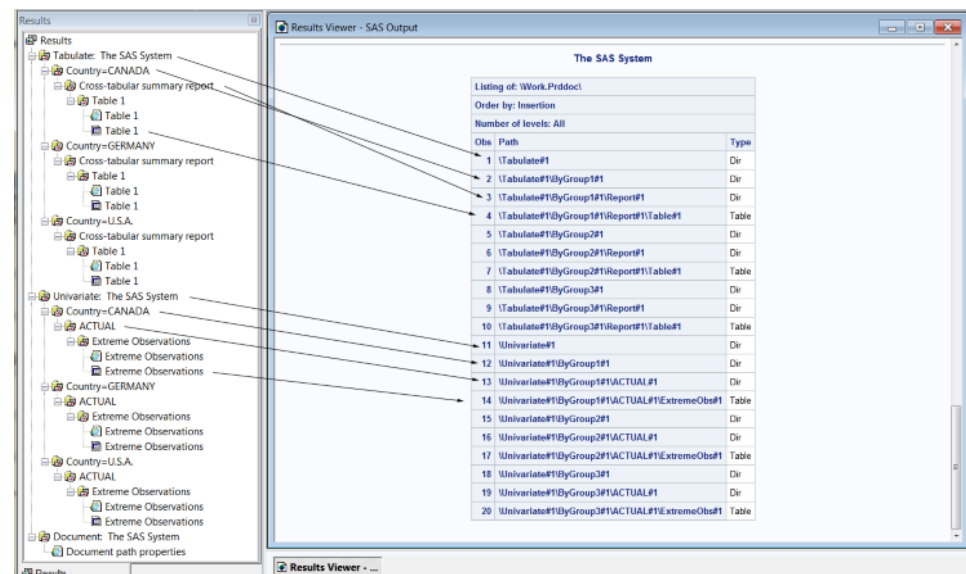 Results
Results
Tabulate: The SAS System
Country=CANADA
Cross-tabular summary report
Table 1
Table 1
Table 1
Country=GERMANY
Cross-tabular summary report
Table 1
Table 1
Table 1
Country=U.S.A.
Cross-tabular summary report
Table 1
Table 1
Table 1
Univariate: The SAS System
Country=CANADA
ACTUAL
Extreme Observations
Extreme Observations
Extreme Observations
Country=GERMANY
ACTUAL
Extreme Observations
Extreme Observations
Extreme Observations
Country=U.S.A.
ACTUAL
Extreme Observations
Extreme Observations
Extreme Observations
Document: The SAS System
Document path properties
Results
Results Viewer - SAS Output
The SAS System
Listing of: \Work.Prddoc\
Order by: Insertion
Number of levels: All
Obs Path Type
1 \Tabulate#1 Dir
2 \Tabulate#1\ByGroup1#1 Dir
3 \Tabulate#1\ByGroup1#1\Report#1 Dir
4 \Tabulate#1\ByGroup1#1\Report#1\Table#1 Table
5 \Tabulate#1\ByGroup2#1 Dir
6 \Tabulate#1\ByGroup2#1\Report#1 Dir
7 \Tabulate#1\ByGroup2#1\Report#1\Table#1 Table
8 \Tabulate#1\ByGroup3#1 Dir
9 \Tabulate#1\ByGroup3#1\Report#1 Dir
10 \Tabulate#1\ByGroup3#1\Report#1\Table#1 Table
11 \Univariate#1 Dir
12 \Univariate#1\ByGroup1#1 Dir
13 \Univariate#1\ByGroup1#1\ACTUAL#1 Dir
14 \Univariate#1\ByGroup1#1\ACTUAL#1\ExtremeObs#1 Table
15 \Univariate#1\ByGroup2#1 Dir
16 \Univariate#1\ByGroup2#1\ACTUAL#1 Dir
17 \Univariate#1\ByGroup2#1\ACTUAL#1\ExtremeObs#1 Table
18 \Univariate#1\ByGroup3#1 Dir
19 \Univariate#1\ByGroup3#1\ACTUAL#1 Dir
20 \Univariate#1\ByGroup3#1\ACTUAL#1\ExtremeObs#1 Table
Results Viewer - ...